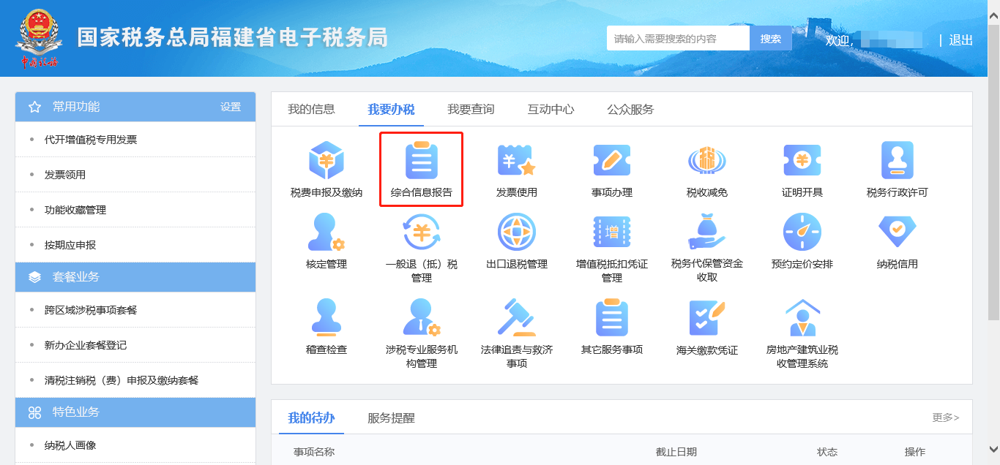 国家税务总局福建省电子税务局
请输入需要搜索的内容
搜索
欢迎,
| 退出
中国税务
常用功能
设置
代开增值税专用发票
发票领用
功能收藏管理
按期应申报
套餐业务
跨区域涉税事项套餐
新办企业套餐登记
清税注销税（费）申报及缴纳套餐
特色业务
纳税人画像
我的信息
我要办税
我要查询
互动中心
公众服务
税费申报及缴纳
综合信息报告
发票使用
事项办理
税
税收减免
证明开具
税务行政许可
核定管理
一般退（抵）税
管理
出口退税管理
增
增值税抵扣凭证
管理
税务代保管资金
收取
预约定价安排
纳税信用
稽查检查
涉税专业服务机
构管理
法律追责与救济
事项
其它服务事项
海关缴款凭证
房地产建筑业税
收管理系统
我的待办
服务提醒
更多>
事项名称
截止日期
状态
操作